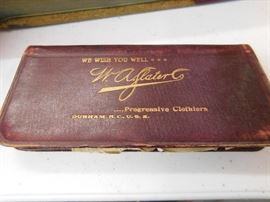 WE WISH YOU WELL • • •
W. A. Slater Co
....Progressive Clothiers
DURHAM, N. C., U. S. A.